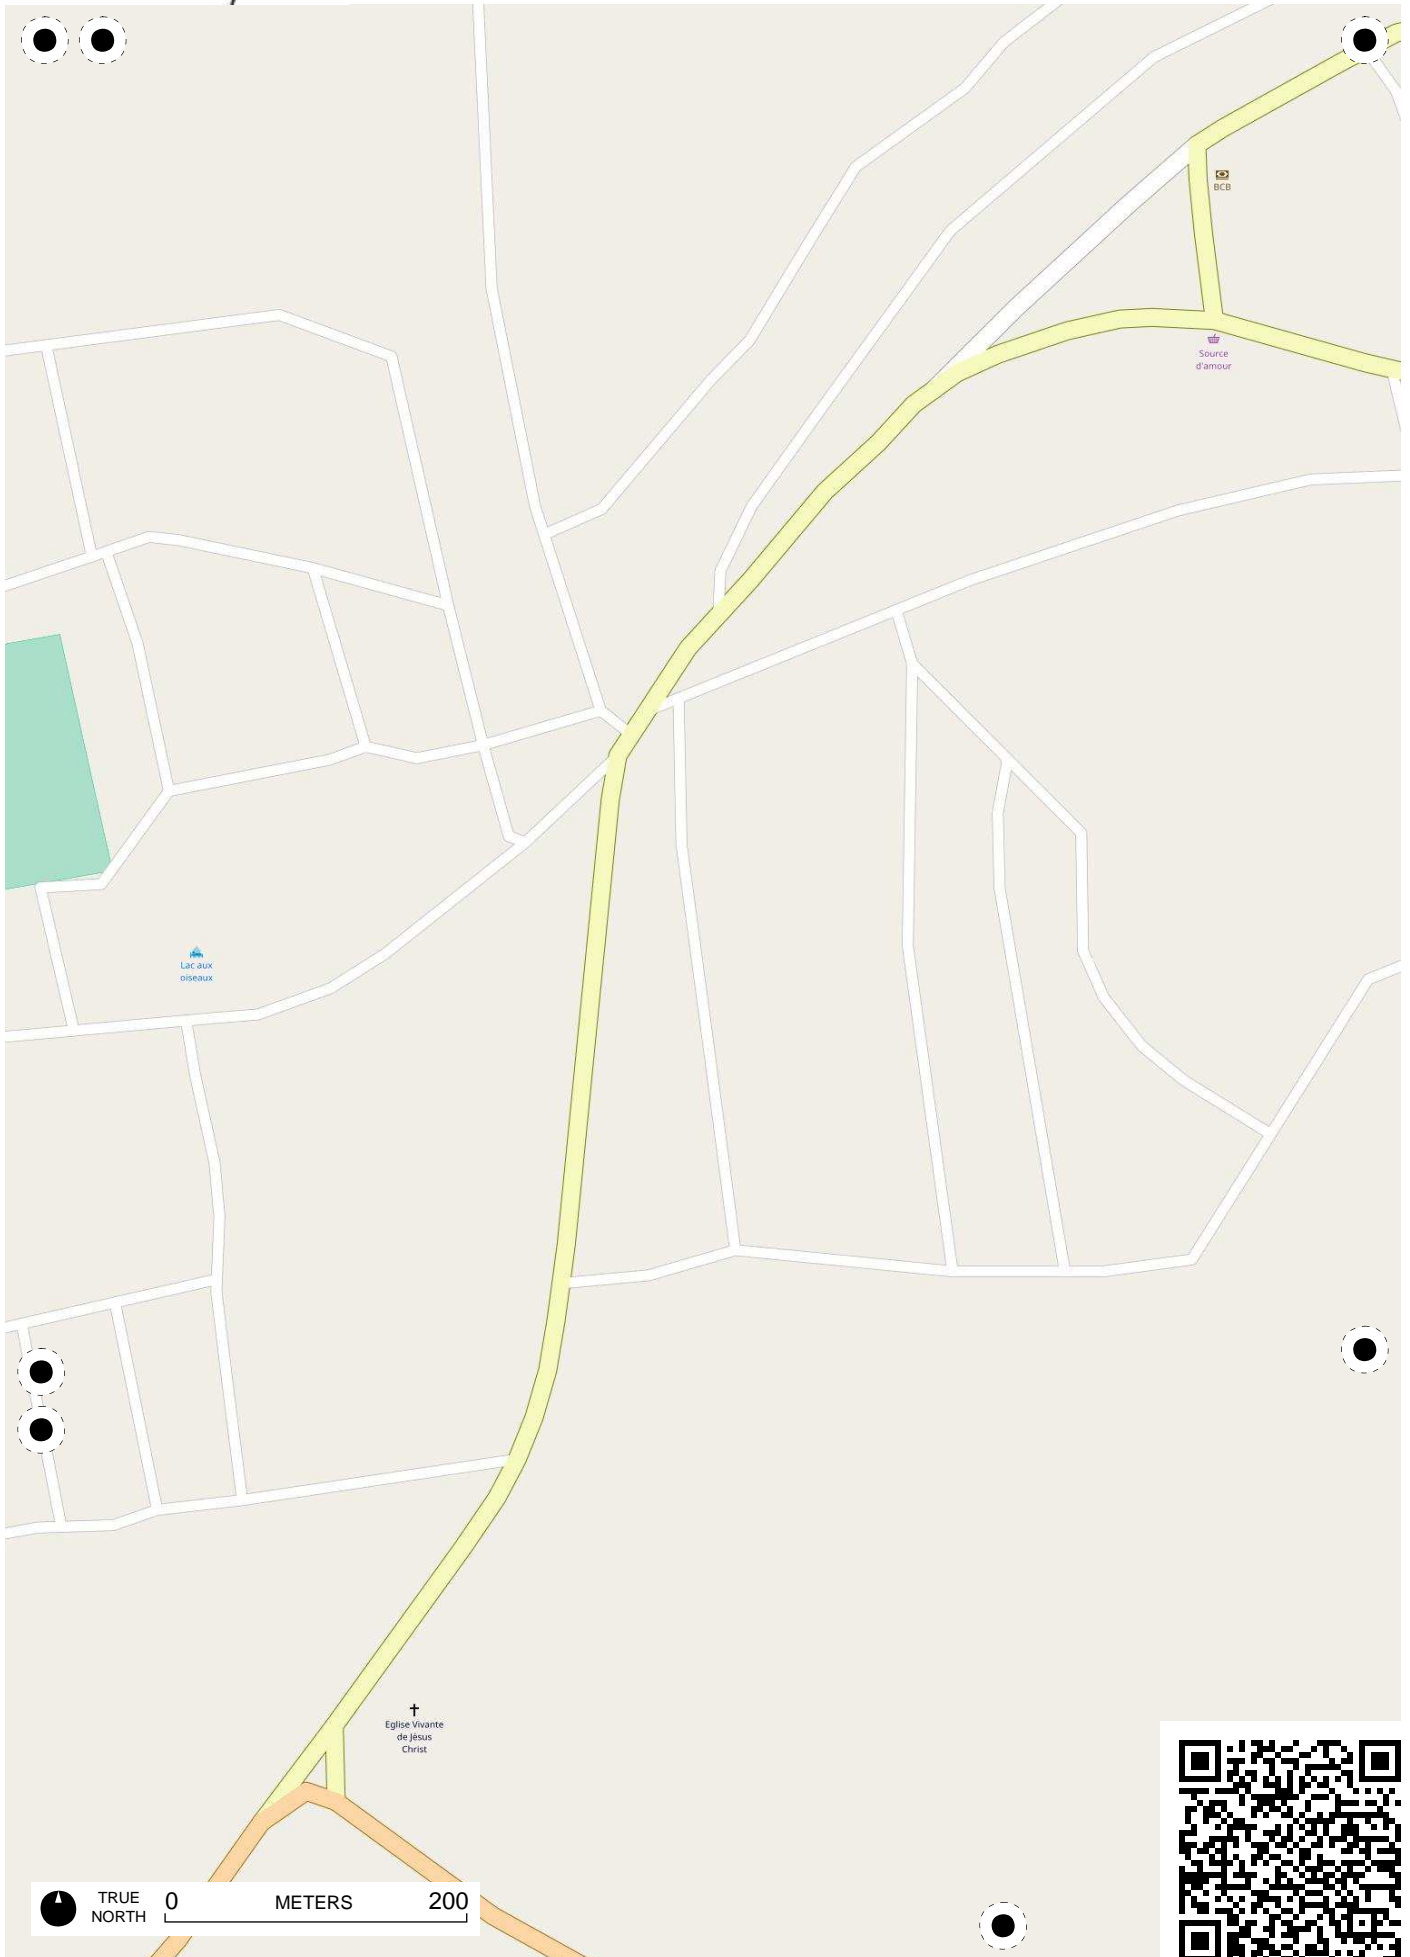 BCB
Source
d'amour
Lac aux
oiseaux
Eglise Vivante
de Jésus
Christ
TRUE
NORTH
0 METERS 200